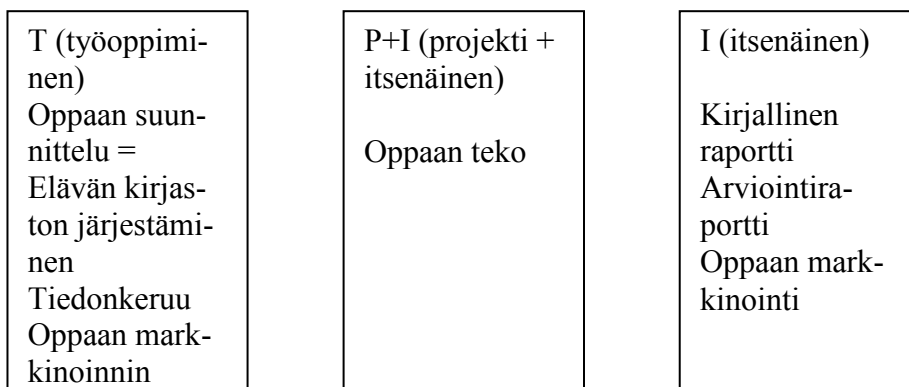 T (työoppimi-
nen)
Oppaan suun-
nittelu =
Elävän kirjas-
ton järjestämi-
nen
Tiedonkeruu
Oppaan mark-
kinoinnin
P+I (projekti +
itsenäinen)
Oppaan teko
I (itsenäinen)
Kirjallinen
raportti
Arviointira-
portti
Oppaan mark-
kinointi